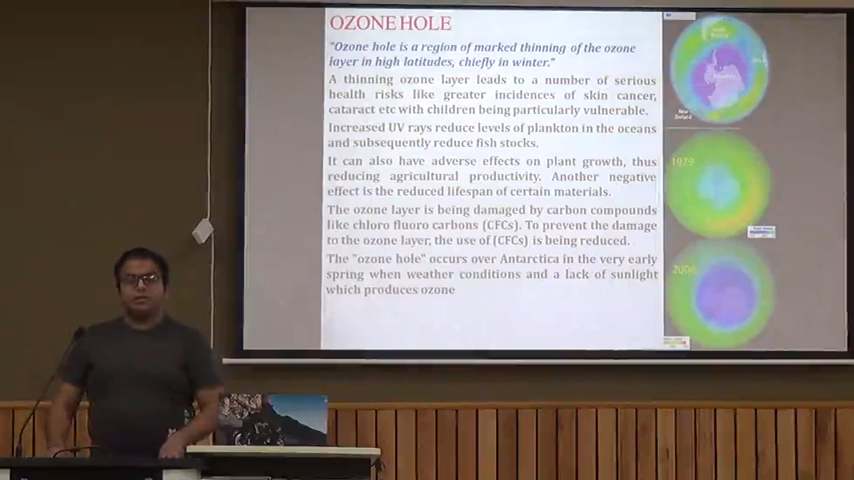 OZONE HOLE
"Ozone hole is a region of marked thinning of the ozone
layer in high latitudes, chiefly in winter."
A thinning ozone layer leads to a number of serious
health risks like greater incidences of skin cancer,
cataract etc with children being particularly vulnerable.
Increased UV rays reduce levels of plankton in the oceans
and subsequently reduce fish stocks.
It can also have adverse effects on plant growth, thus
reducing agricultural productivity. Another negative
effect is the reduced lifespan of certain materials.
The ozone layer is being damaged by carbon compounds
like chloro fluoro carbons (CFCs). To prevent the damage
to the ozone layer, the use of (CFCs) is being reduced.
The "ozone hole" occurs over Antarctica in the very early
spring when weather conditions and a lack of sunlight
which produces ozone
New
Zealand
1979